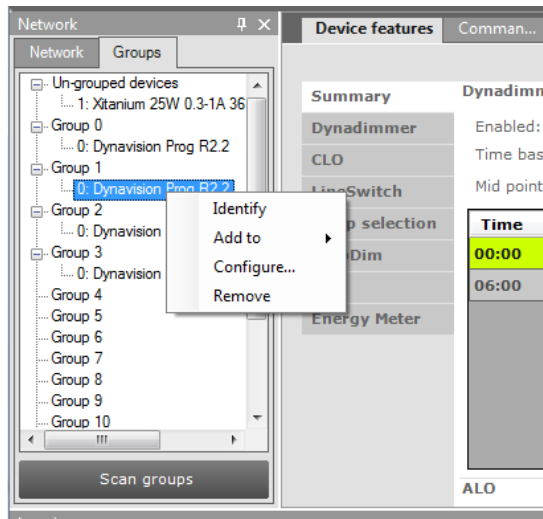 Network
Network Groups
Un-grouped devices
1: Xitanium 25W 0.3-1A 36
Group 0
0: Dynavision Prog R2.2
Group 1
0: Dynavision Prog R2.2
Group 2
0: Dynavision
Group 3
0: Dynavision
Group 4
Group 5
Group 6
Group 7
Group 8
Group 9
Group 10
Scan groups
Identify
Add to
Configure...
Remove
Device features Comman...
Summary
Dynadimmer
CLO
LineSwitch
p selection
Dim
Energy Meter
Dynadimm
Enabled:
Time bas
Mid point
Time
00:00
06:00
ALO